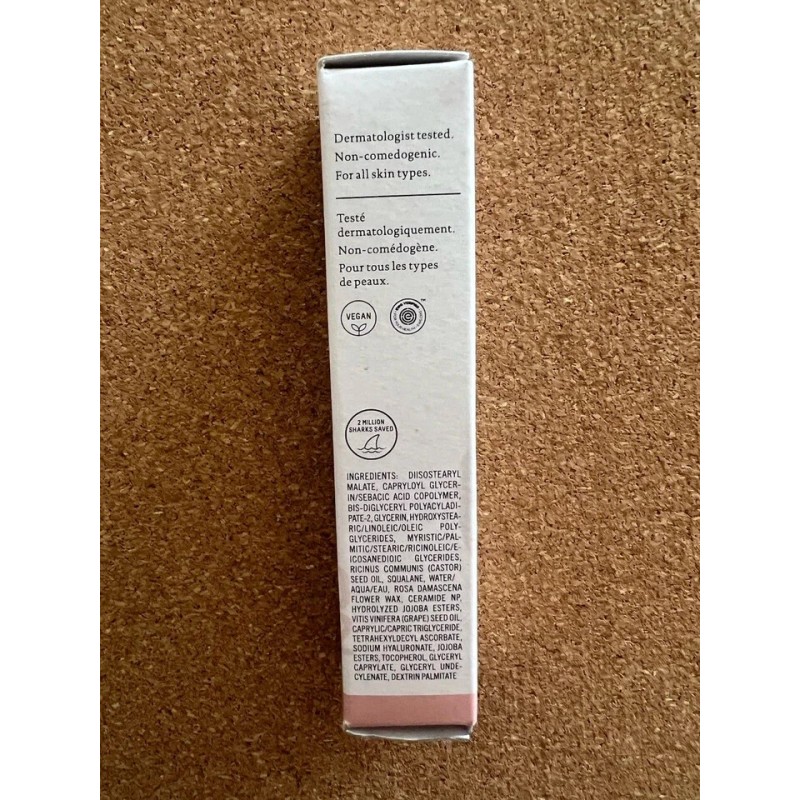 Dermatologist tested.
Non-comedogenic.
For all skin types.
Testé
dermatologiquement.
Non-comédogène.
Pour tous les types
de peaux.
VEGAN
EWG VERIFIED
TM
2 MILLION
SHARKS SAVED
INGREDIENTS: DIISOSTEARYL
MALATE, CAPRYLOYL GLYCER-
IN/SEBACIC ACID COPOLYMER,
BIS-DIGLYCERYL POLYACYLADI-
PATE-2, GLYCERIN, HYDROXYSTEA-
RIC/LINOLEIC/OLEIC POLY-
GLYCERIDES, MYRISTIC/PAL-
MITIC/STEARIC/RICINOLEIC/E-
ICOSANEDIOIC GLYCERIDES,
RICINUS COMMUNIS (CASTOR)
SEED OIL, SQUALANE, WATER/
AQUA/EAU, ROSA DAMASCENA
FLOWER WAX, CERAMIDE NP,
HYDROLYZED JOJOBA ESTERS,
VITIS VINIFERA (GRAPE) SEED OIL,
CAPRYLIC/CAPRIC TRIGLYCERIDE,
TETRAHEXYLDECYL ASCORBATE,
SODIUM HYALURONATE, JOJOBA
ESTERS, TOCOPHEROL, GLYCERYL
CAPRYLATE, GLYCERYL UNDE-
CYLENATE, DEXTRIN PALMITATE